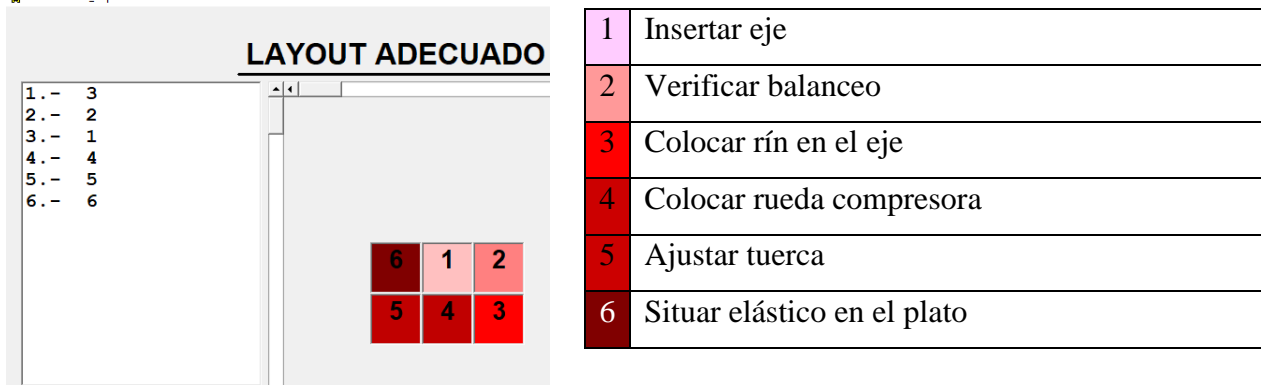 LAYOUT ADECUADO
1.- 3
2.- 2
3.- 1
4.- 4
5.- 5
6.- 6
6 1 2
5 4 3
1 Insertar eje
2 Verificar balanceo
3 Colocar rín en el eje
4 Colocar rueda compresora
5 Ajustar tuerca
6 Situar elástico en el plato